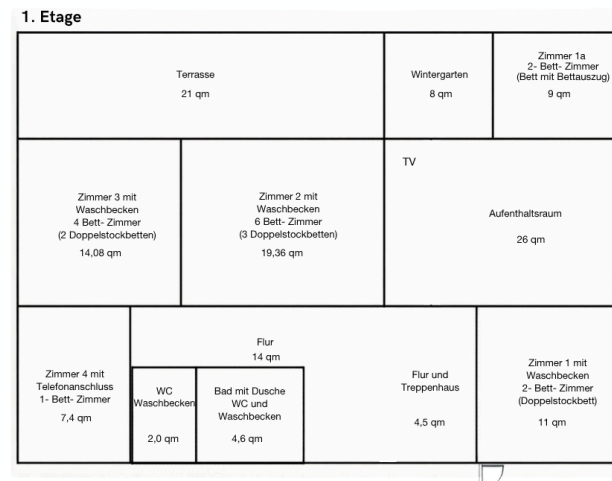 1. Etage
Terrasse
21 qm
Wintergarten
8 qm
Zimmer 1a
2- Bett- Zimmer
(Bett mit Bettauszug)
9 qm
Zimmer 3 mit
Waschbecken
4 Bett- Zimmer
(2 Doppelstockbetten)
14,08 qm
Zimmer 2 mit
Waschbecken
6 Bett- Zimmer
(3 Doppelstockbetten)
19,36 qm
TV
Aufenthaltsraum
26 qm
Zimmer 4 mit
Telefonanschluss
1- Bett- Zimmer
7,4 qm
Flur
14 qm
WC
Waschbecken
2,0 qm
Bad mit Dusche
WC und
Waschbecken
4,6 qm
Flur und
Treppenhaus
4,5 qm
Zimmer 1 mit
Waschbecken
2- Bett- Zimmer
(Doppelstockbett)
11 qm